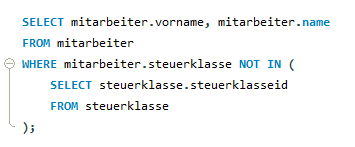 SELECT mitarbeiter.vorname, mitarbeiter.name
FROM mitarbeiter
WHERE mitarbeiter.steuerklasse NOT IN (
SELECT steuerklasse.steuerklasseid
FROM steuerklasse
);